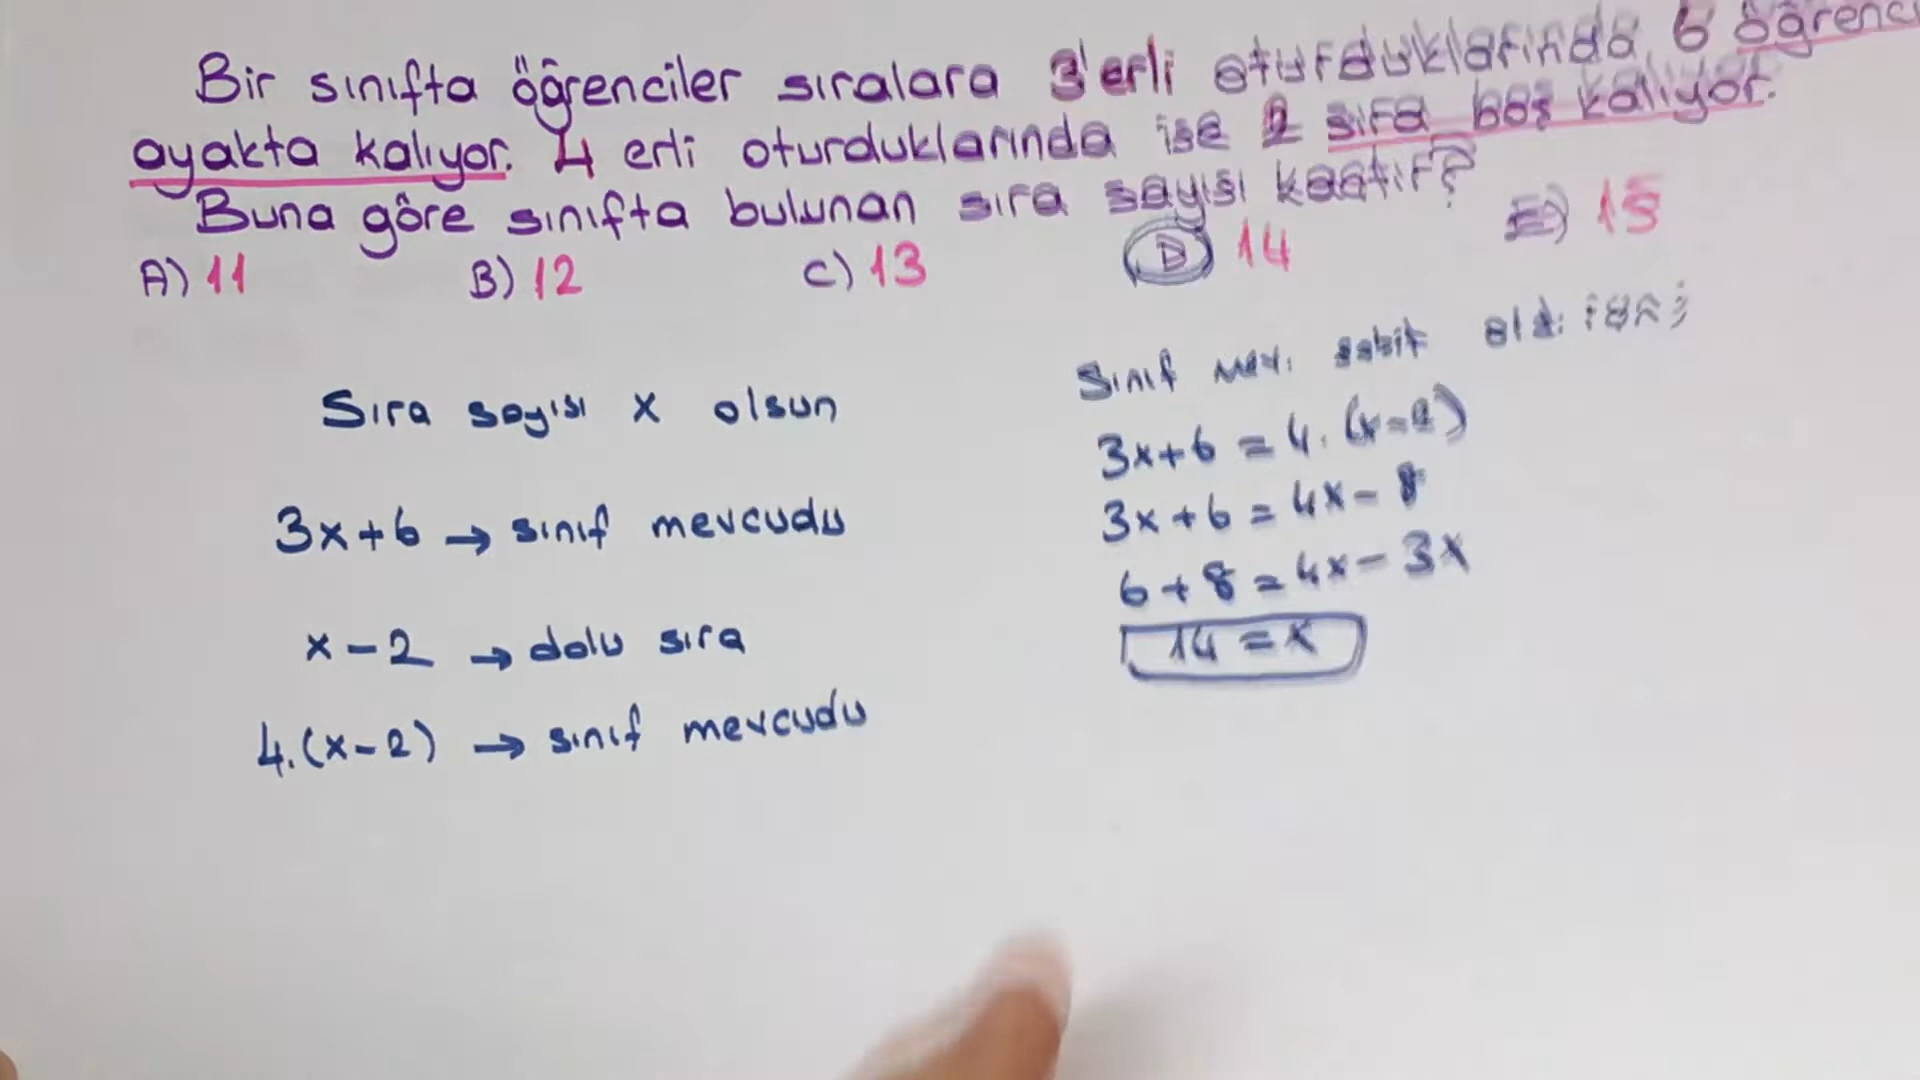 Bir sınıfta öğrenciler sıralara 3'erli oturduklarında 6 öğrenci
ayakta kalıyor. 4 erli oturduklarında ise 2 sıra boş kalıyor.
Buna göre sınıfta bulunan sıra sayısı kaçtır?
A) 11 B) 12 C) 13 D 14 E) 15
Sıra sayısı x olsun
3x+6 → sınıf mevcudu
x-2 → dolu sıra
4.(x-2) → sınıf mevcudu
Sınıf mev. sabit old. için;
3x+6 = 4.(x-2)
3x+6 = 4x-8
6+8 = 4x-3x
14 = x